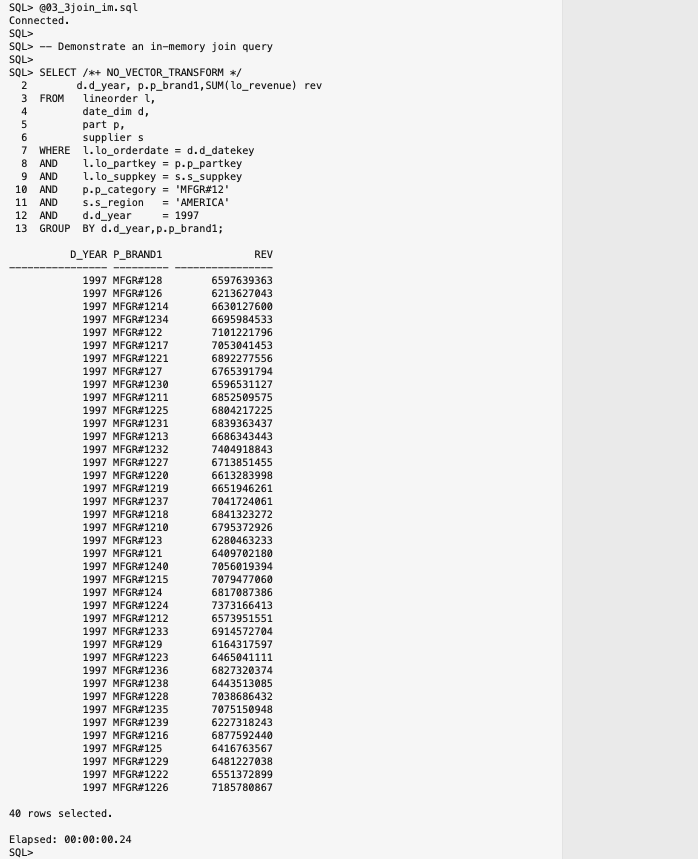 SQL> @03_3join_im.sql
Connected.
SQL>
SQL> -- Demonstrate an in-memory join query
SQL>
SQL> SELECT /*+ NO_VECTOR_TRANSFORM */
2 d.d_year, p.p_brand1,SUM(lo_revenue) rev
3 FROM lineorder l,
4 date_dim d,
5 part p,
6 supplier s
7 WHERE l.lo_orderdate = d.d_datekey
8 AND l.lo_partkey = p.p_partkey
9 AND l.lo_suppkey = s.s_suppkey
10 AND p.p_category = 'MFGR#12'
11 AND s.s_region = 'AMERICA'
12 AND d.d_year = 1997
13 GROUP BY d.d_year,p.p_brand1;
D_YEAR P_BRAND1 REV
---------------- --------- ----------------
1997 MFGR#128 6597639363
1997 MFGR#126 6213627043
1997 MFGR#1214 6630127600
1997 MFGR#1234 6695984533
1997 MFGR#122 7101221796
1997 MFGR#1217 7053041453
1997 MFGR#1221 6892277556
1997 MFGR#127 6765391794
1997 MFGR#1230 6596531127
1997 MFGR#1211 6852509575
1997 MFGR#1225 6804217225
1997 MFGR#1231 6839363437
1997 MFGR#1213 6686343443
1997 MFGR#1232 7404918843
1997 MFGR#1227 6713851455
1997 MFGR#1220 6613283998
1997 MFGR#1219 6651946261
1997 MFGR#1237 7041724061
1997 MFGR#1218 6841323272
1997 MFGR#1210 6795372926
1997 MFGR#123 6280463233
1997 MFGR#121 6409702180
1997 MFGR#1240 7056019394
1997 MFGR#1215 7079477060
1997 MFGR#124 6817087386
1997 MFGR#1224 7373166413
1997 MFGR#1212 6573951551
1997 MFGR#1233 6914572704
1997 MFGR#129 6164317597
1997 MFGR#1223 6465041111
1997 MFGR#1236 6827320374
1997 MFGR#1238 6443513085
1997 MFGR#1228 7038686432
1997 MFGR#1235 7075150948
1997 MFGR#1239 6227318243
1997 MFGR#1216 6877592440
1997 MFGR#125 6416763567
1997 MFGR#1229 6481227038
1997 MFGR#1222 6551372899
1997 MFGR#1226 7185780867
40 rows selected.
Elapsed: 00:00:00.24
SQL>